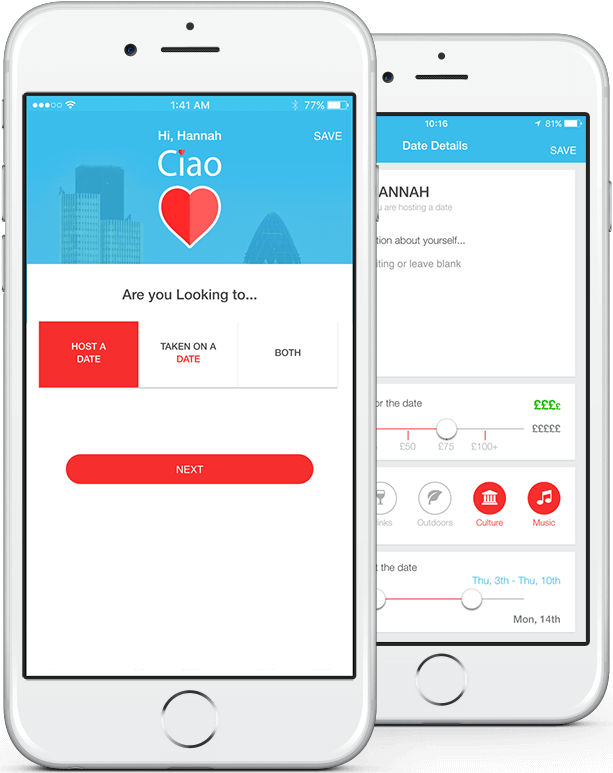 1:41 AM
77%
Hi, Hannah
SAVE
Ciao
Are you Looking to...
HOST A
DATE
TAKEN ON A
DATE
BOTH
NEXT
10:16
81%
Date Details
SAVE
ANNAH
are hosting a date
tion about yourself...
iting or leave blank
or the date
££££
£££££
£50
£75
£100+
inks
Outdoors
Culture
Music
t the date
Thu, 3th - Thu, 10th
Mon, 14th